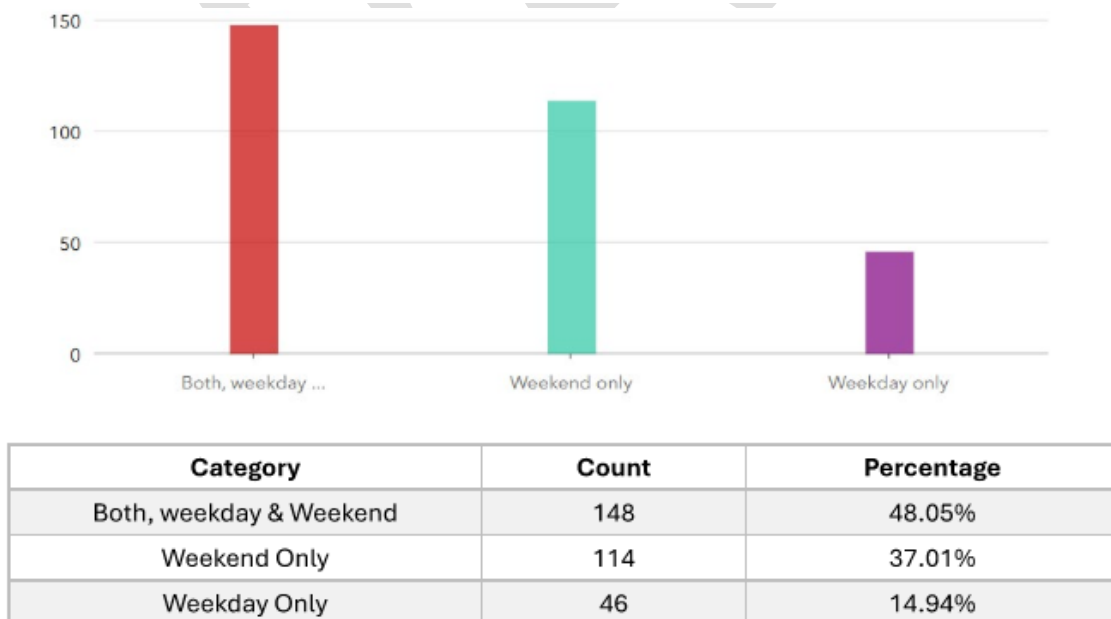 150
100
50
0
Both, weekday ... Weekend only Weekday only
Category Count Percentage
Both, weekday & Weekend 148 48.05%
Weekend Only 114 37.01%
Weekday Only 46 14.94%